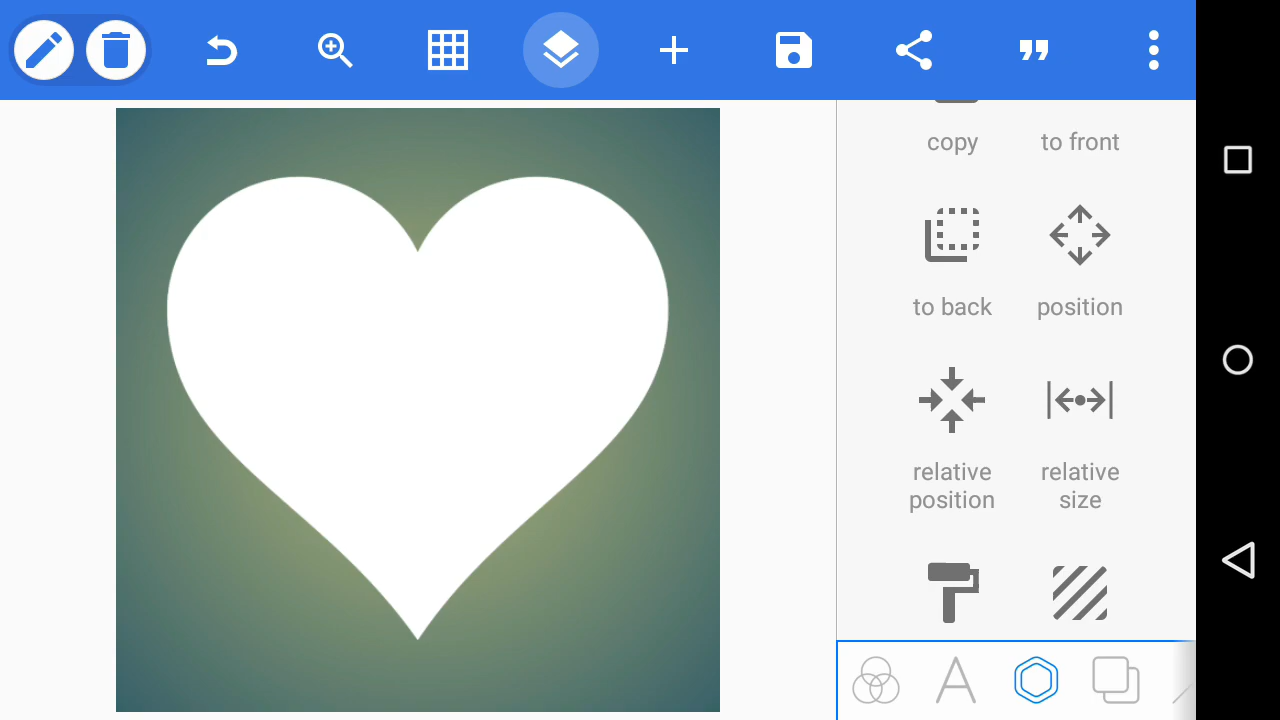 copy
to front
to back
position
relative
position
relative
size